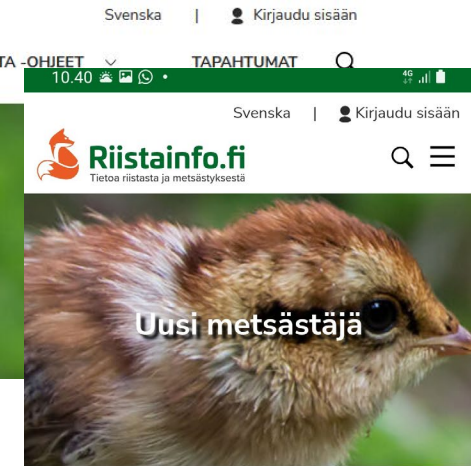 Svenska | Kirjaudu sisään
TA -OHJEET TAPAHTUMAT
10.40 4G
Svenska | Kirjaudu sisään
Riistainfo.fi
Tietoa riistasta ja metsästyksestä
Uusi metsästäjä